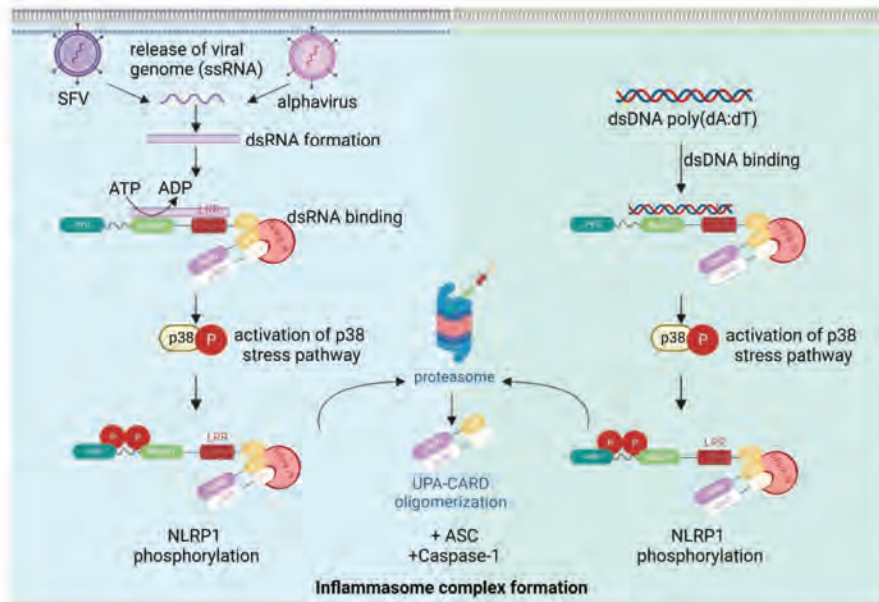 release of viral
genome (ssRNA)
SFV
alphavirus
dsRNA formation
ATP
ADP
LRR
dsRNA binding
dsDNA poly(dA:dT)
dsDNA binding
p38
P
activation of p38
stress pathway
p38
P
activation of p38
stress pathway
proteasome
P
P
LRR
UPA-CARD
oligomerization
P
P
LRR
NLRP1
phosphorylation
+ ASC
+Caspase-1
NLRP1
phosphorylation
Inflammasome complex formation